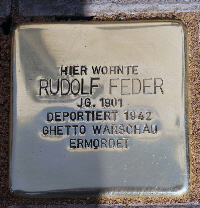 HIER WOHNTE
RUDOLF FEDER
JG. 1901
DEPORTIERT 1942
GHETTO WARSCHAU
ERMORDET